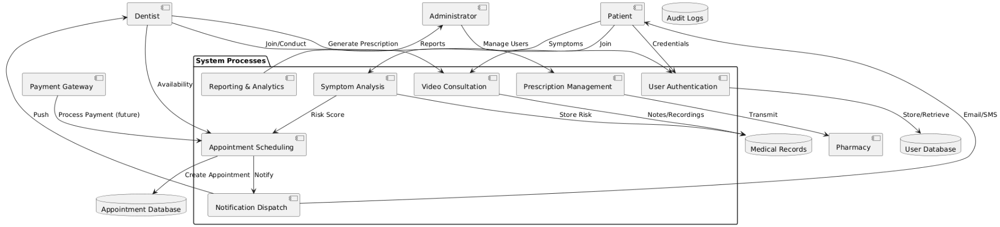 Dentist
Administrator
Patient
Audit Logs
Join/Conduct
Generate Prescription
Reports
Manage Users
Symptoms
Join
Credentials
System Processes
Payment Gateway
Availability
Reporting & Analytics
Symptom Analysis
Video Consultation
Prescription Management
User Authentication
Push
Process Payment (future)
Risk Score
Store Risk
Notes/Recordings
Transmit
Store/Retrieve
Email/SMS
Appointment Scheduling
Medical Records
Pharmacy
User Database
Create Appointment
Notify
Appointment Database
Notification Dispatch